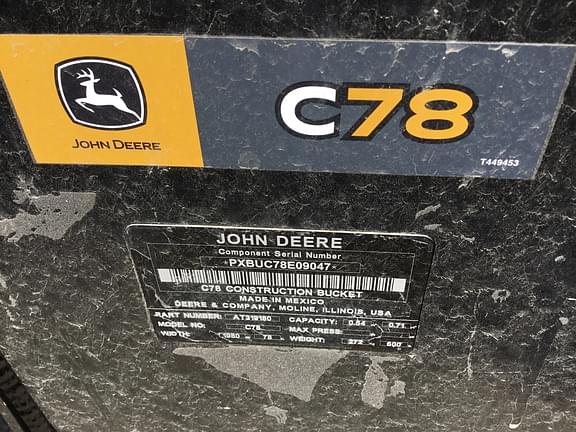 JOHN DEERE
C78
T449453
JOHN DEERE
Component Serial Number
*PXBUC78E09047*
C78 CONSTRUCTION BUCKET
MADE IN MEXICO
DEERE & COMPANY, MOLINE, ILLINOIS, USA
PART NUMBER: AT319180 CAPACITY: 0.54 0.71
MODEL NO: C78 MAX PRESS:
WIDTH: 1980 78 WEIGHT: 272 600